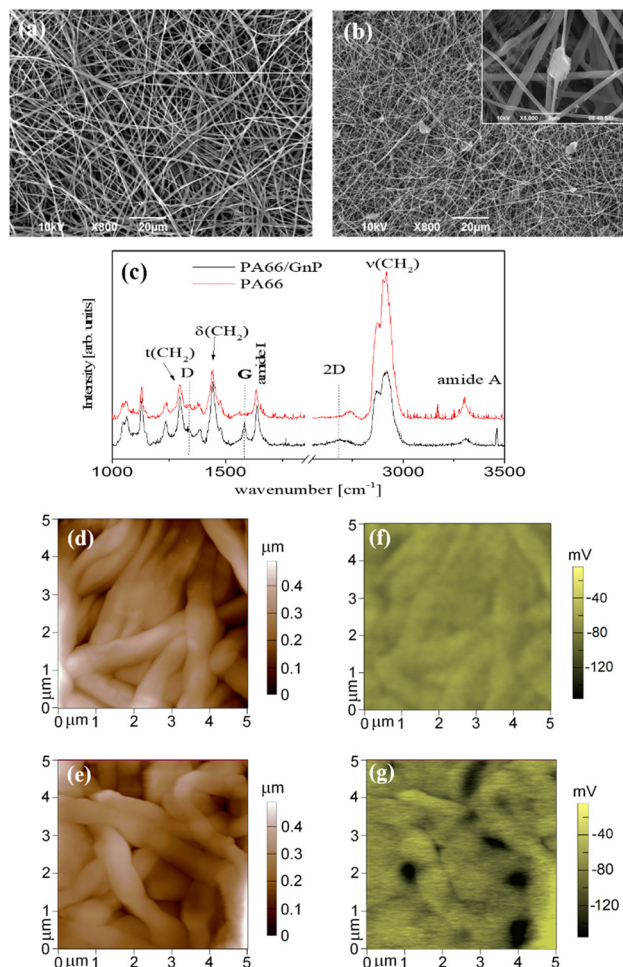 (a)
10kV X800 20μm
(b)
10kV X5,000 5μm
10kV X800 20μm
(c)
PA66/GnP
PA66
ν(CH2)
δ(CH2)
t(CH2)
D
G
amide I
2D
amide A
Intensity [arb. units]
1000 1500 3000 3500
wavenumber [cm-1]
(d)
μm
5
4
3
2
1
0.4
0.3
0.2
0.1
0
μm
0 μm 1 2 3 4 5
(f)
mV
5
4
3
2
1
-40
-80
-120
μm
0 μm 1 2 3 4 5
(e)
μm
5
4
3
2
1
0
0.4
0.3
0.2
0.1
0
μm
0 μm 1 2 3 4 5
(g)
mV
5
4
3
2
1
0
-40
-80
-120
μm
0 μm 1 2 3 4 5